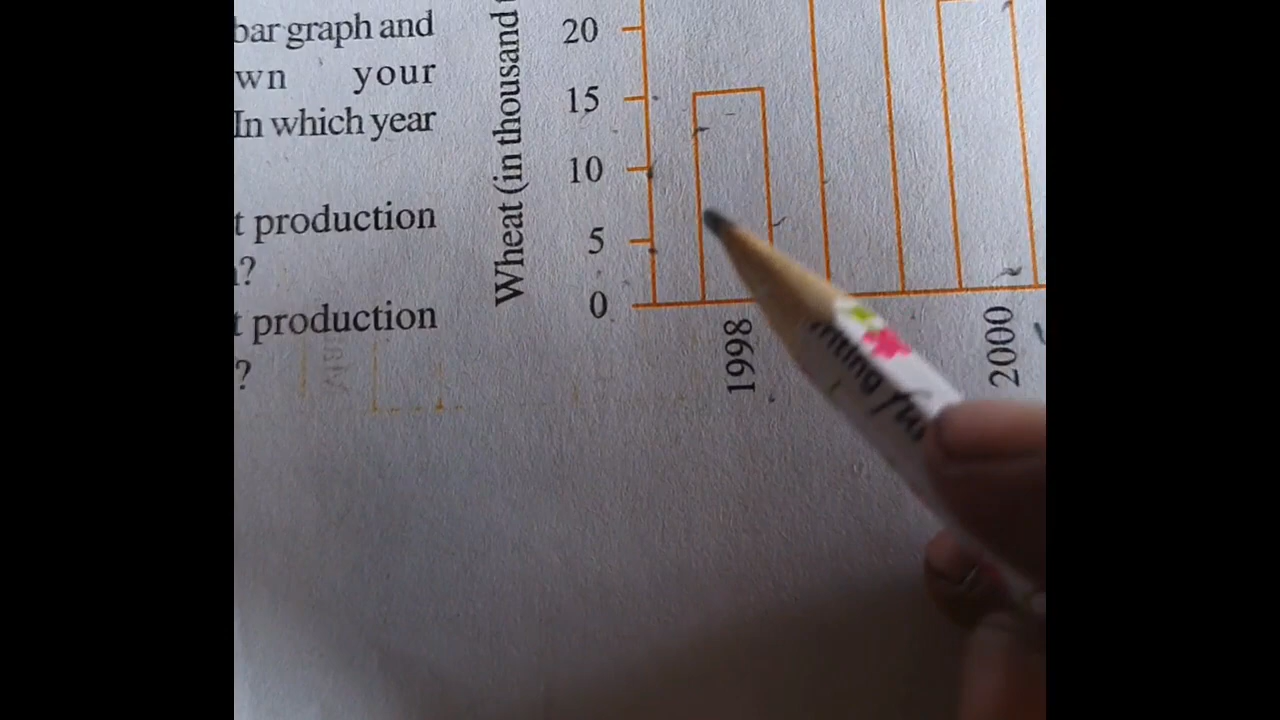 bar graph and
wn your
In which year
t production
?
t production
?
Wheat (in thousand
20
15
10
5
0
1998
2000